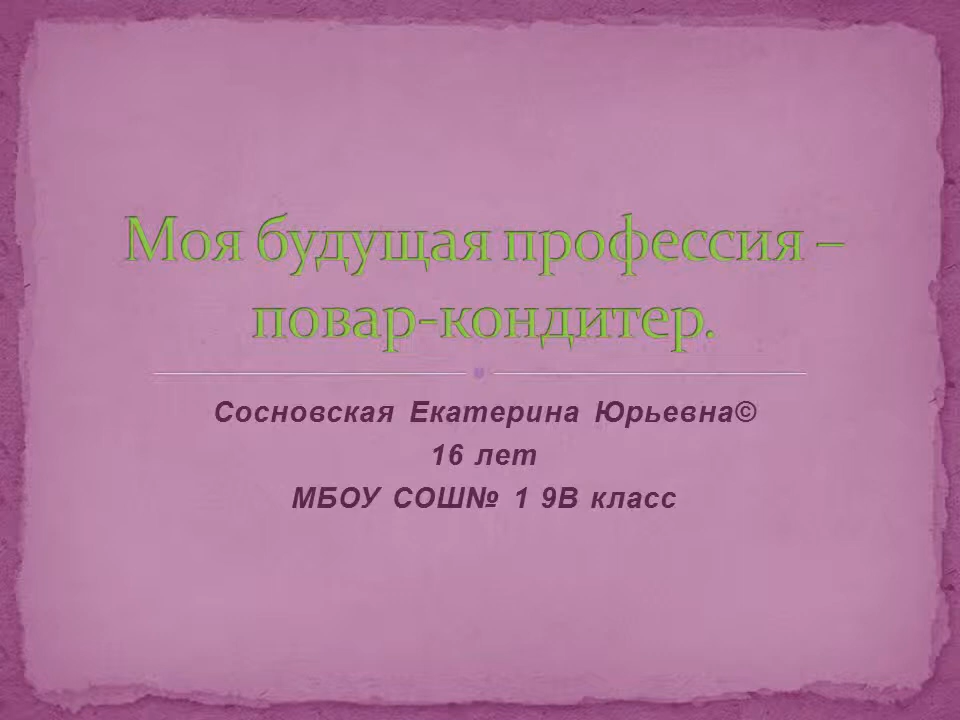 Моя будущая профессия –
повар-кондитер.
Сосновская Екатерина Юрьевна©
16 лет
МБОУ СОШ№ 1 9В класс